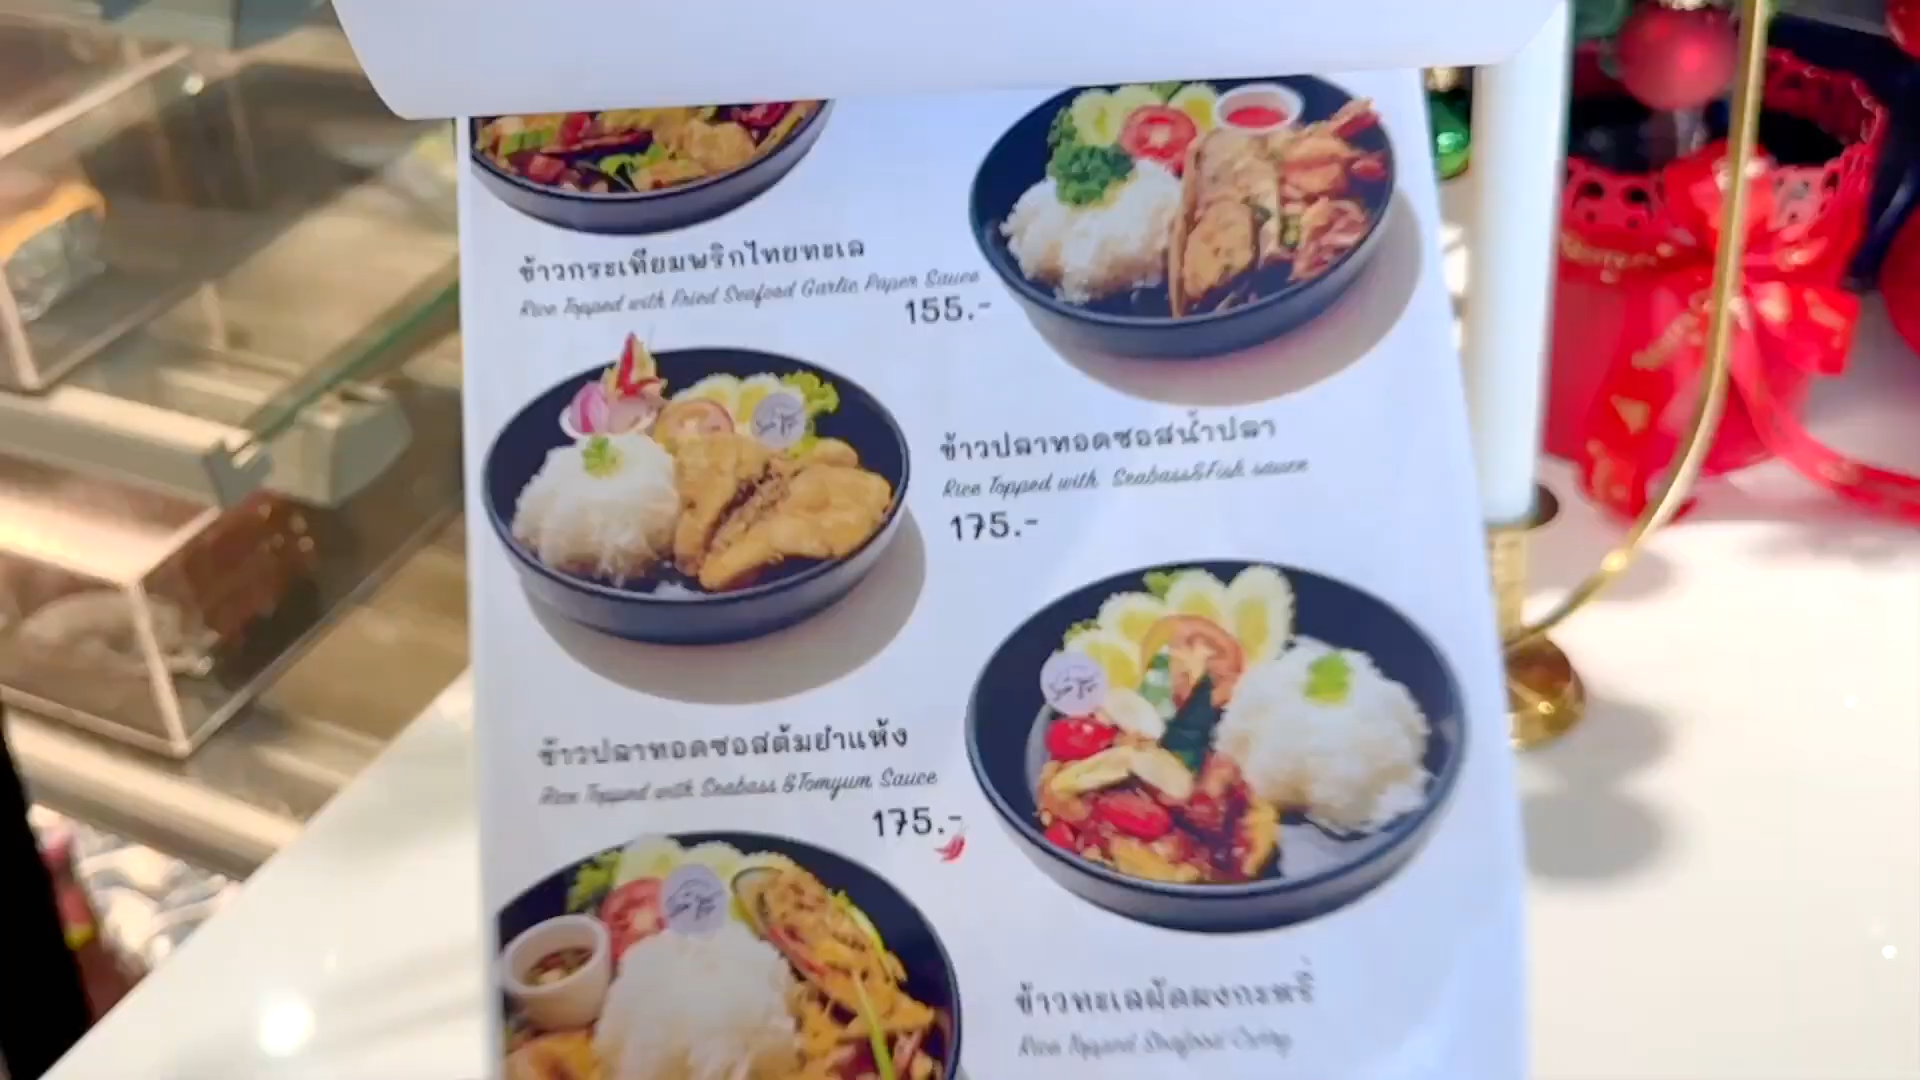 ข้าวกระเทียมพริกไทยทะเล
Rice Topped with Fried Seafood Garlic Paper Sauce
155.-
ข้าวปลาทอดซอสน้ำปลา
Rice Topped with Seabass&Fish sauce
175.-
ข้าวปลาทอดซอสต้มยำแห้ง
Rice Topped with Seabass &Tomyum Sauce
175.-
ข้าวทะเลผัดผงกะหรี่
Rice Topped